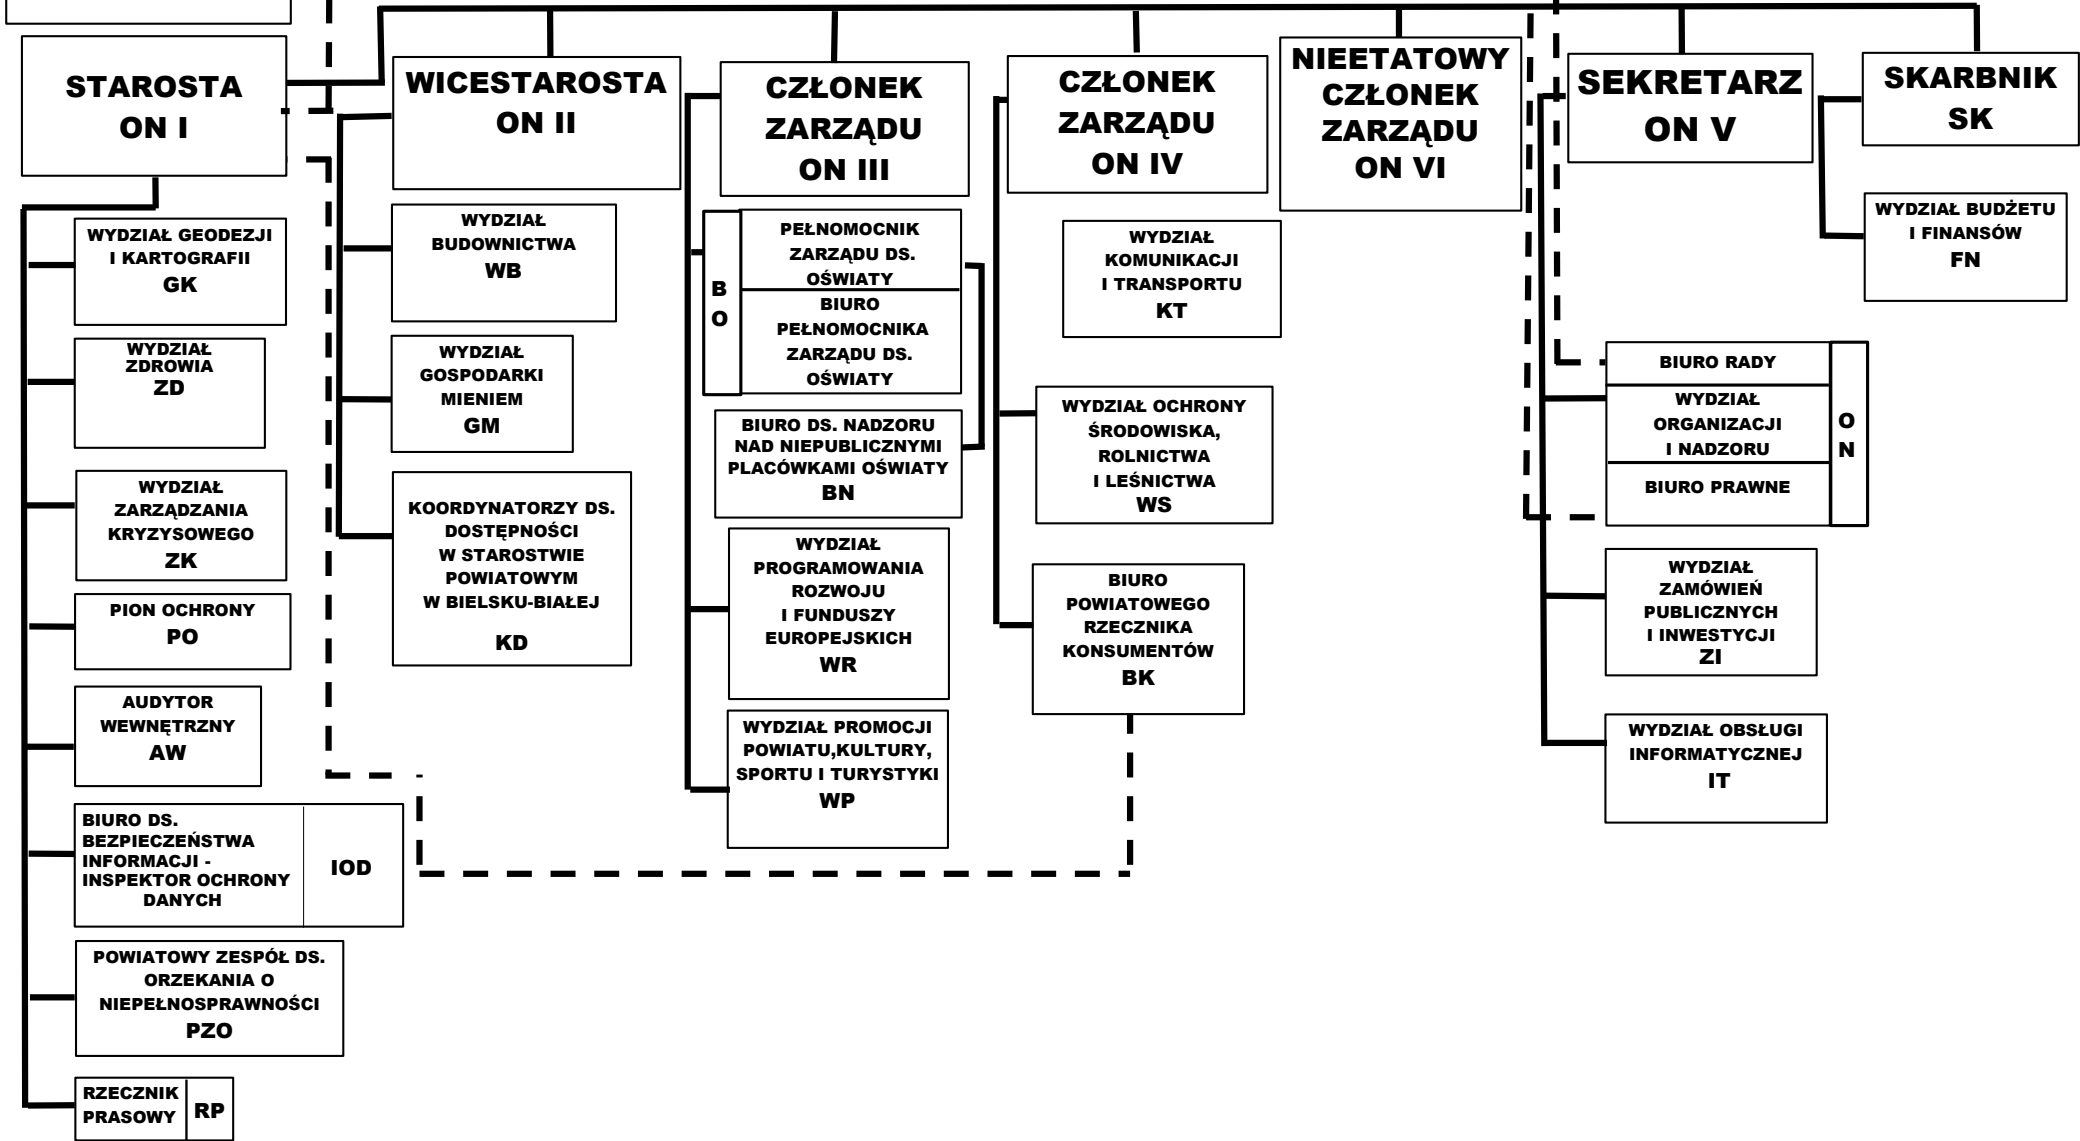 STAROSTA
ON I
WYDZIAŁ GEODEZJI
I KARTOGRAFII
GK
WYDZIAŁ
ZDROWIA
ZD
WYDZIAŁ
ZARZĄDZANIA
KRYZYSOWEGO
ZK
PION OCHRONY
PO
AUDYTOR
WEWNĘTRZNY
AW
BIURO DS.
BEZPIECZEŃSTWA
INFORMACJI -
INSPEKTOR OCHRONY
DANYCH
IOD
POWIATOWY ZESPÓŁ DS.
ORZEKANIA O
NIEPEŁNOSPRAWNOŚCI
PZO
RZECZNIK
PRASOWY
RP
WICESTAROSTA
ON II
WYDZIAŁ
BUDOWNICTWA
WB
WYDZIAŁ
GOSPODARKI
MIENIEM
GM
KOORDYNATORZY DS.
DOSTĘPNOŚCI
W STAROSTWIE
POWIATOWYM
W BIELSKU-BIAŁEJ
KD
CZŁONEK
ZARZĄDU
ON III
B
O
PEŁNOMOCNIK
ZARZĄDU DS.
OŚWIATY
BIURO
PEŁNOMOCNIKA
ZARZĄDU DS.
OŚWIATY
BIURO DS. NADZORU
NAD NIEPUBLICZNYMI
PLACÓWKAMI OŚWIATY
BN
WYDZIAŁ
PROGRAMOWANIA
ROZWOJU
I FUNDUSZY
EUROPEJSKICH
WR
WYDZIAŁ PROMOCJI
POWIATU,KULTURY,
SPORTU I TURYSTYKI
WP
CZŁONEK
ZARZĄDU
ON IV
WYDZIAŁ
KOMUNIKACJI
I TRANSPORTU
KT
WYDZIAŁ OCHRONY
ŚRODOWISKA,
ROLNICTWA
I LEŚNICTWA
WS
BIURO
POWIATOWEGO
RZECZNIKA
KONSUMENTÓW
BK
NIEETATOWY
CZŁONEK
ZARZĄDU
ON VI
SEKRETARZ
ON V
BIURO RADY
WYDZIAŁ
ORGANIZACJI
I NADZORU
BIURO PRAWNE
O
N
WYDZIAŁ
ZAMÓWIEŃ
PUBLICZNYCH
I INWESTYCJI
ZI
WYDZIAŁ OBSŁUGI
INFORMATYCZNEJ
IT
SKARBNIK
SK
WYDZIAŁ BUDŻETU
I FINANSÓW
FN